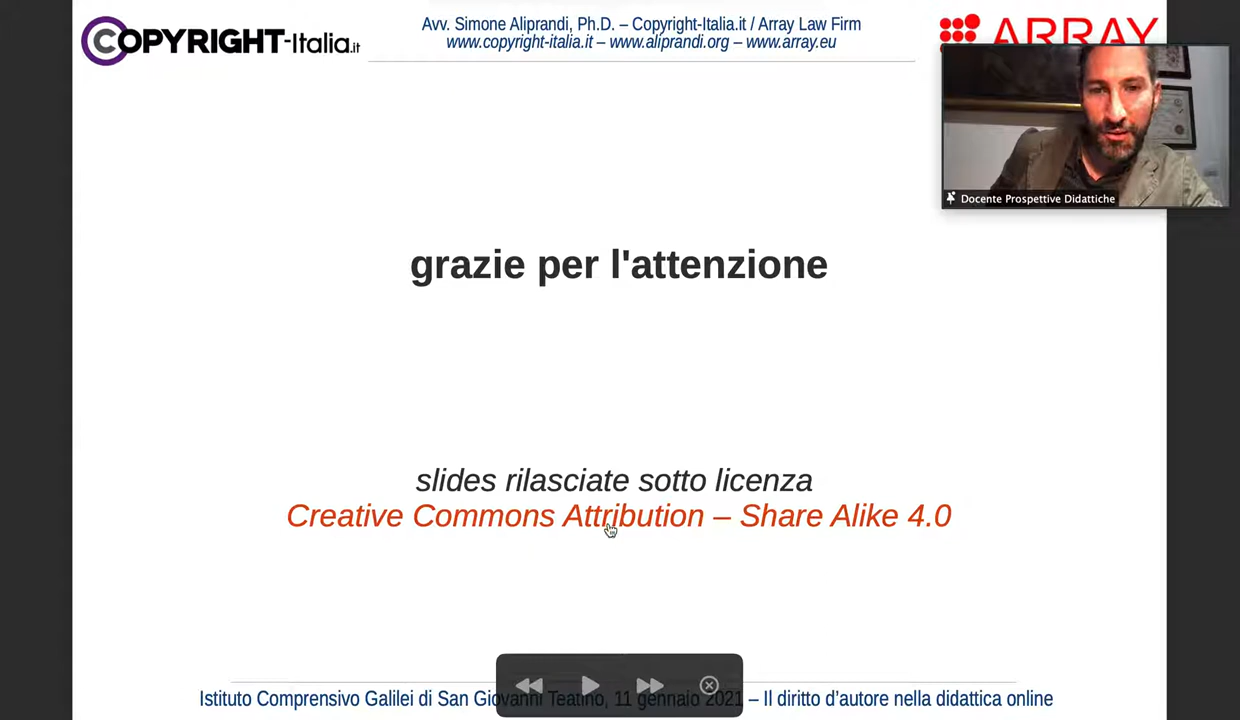 COPYRIGHT-Italia.it
Avv. Simone Aliprandi, Ph.D. – Copyright-Italia.it / Array Law Firm
www.copyright-italia.it – www.aliprandi.org – www.array.eu
ARRAY
Docente Prospettive Didattiche
grazie per l'attenzione
slides rilasciate sotto licenza
Creative Commons Attribution – Share Alike 4.0
Istituto Comprensivo Galilei di San Giovanni Teatino, 11 gennaio 2021 – Il diritto d’autore nella didattica online